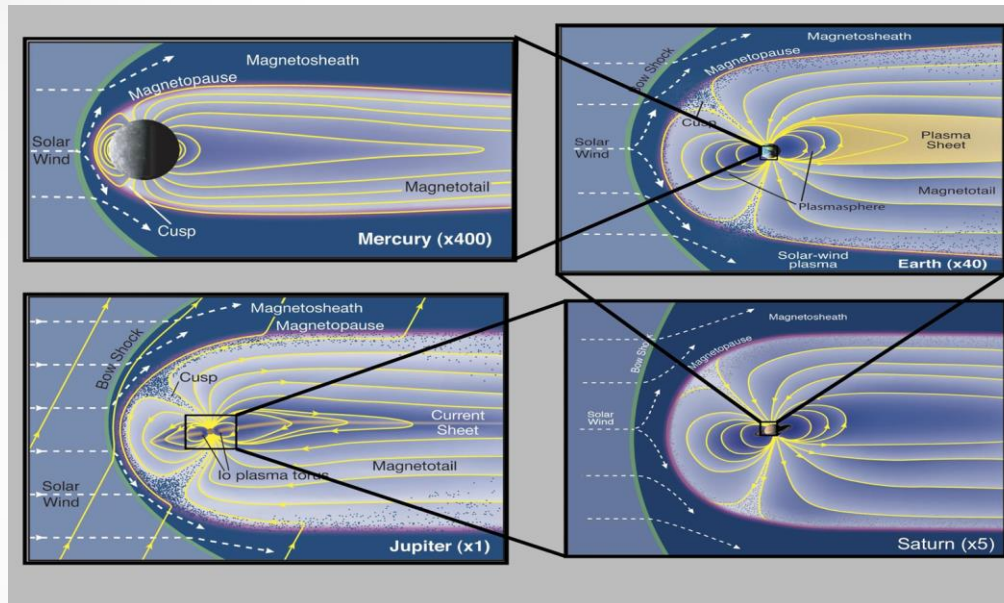 Magnetosheath
Magnetopause
Solar
Wind
Magnetotail
Cusp
Mercury (x400)
Magnetosheath
Bow Shock
Magnetopause
Cusp
Solar
Wind
Plasma
Sheet
Magnetotail
Plasmasphere
Solar-wind
plasma
Earth (x40)
Magnetosheath
Magnetopause
Bow Shock
Cusp
Current
Sheet
Io plasma torus
Magnetotail
Solar
Wind
Jupiter (x1)
Magnetosheath
Bow Shock
Magnetopause
Solar
Wind
Saturn (x5)